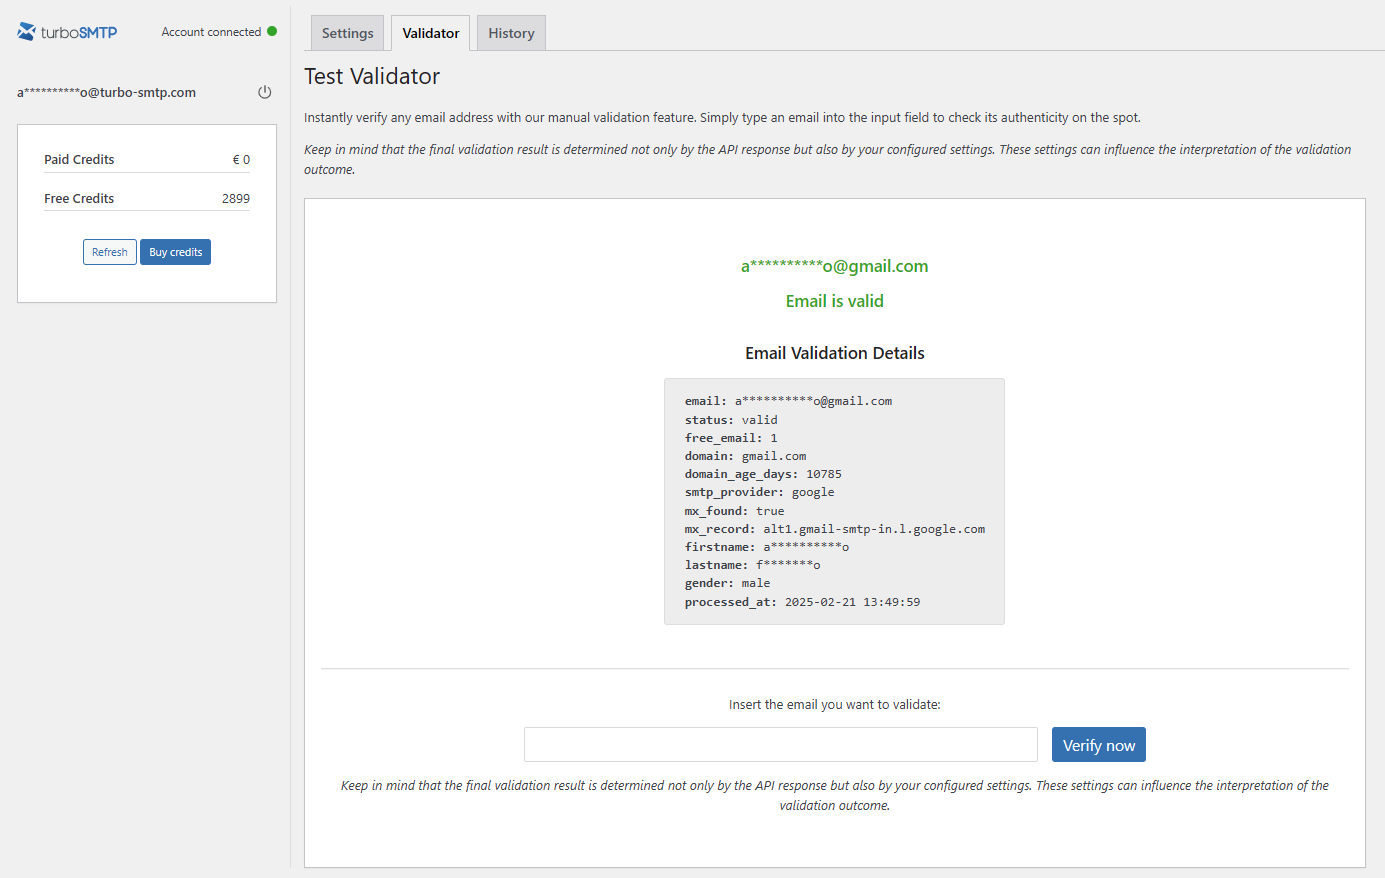 turboSMTP
Account connected
a**********o@turbo-smtp.com
Paid Credits € 0
Free Credits 2899
Refresh Buy credits
Settings Validator History
Test Validator
Instantly verify any email address with our manual validation feature. Simply type an email into the input field to check its authenticity on the spot.
Keep in mind that the final validation result is determined not only by the API response but also by your configured settings. These settings can influence the interpretation of the validation
outcome.
a**********o@gmail.com
Email is valid
Email Validation Details
email: a**********o@gmail.com
status: valid
free_email: 1
domain: gmail.com
domain_age_days: 10785
smtp_provider: google
mx_found: true
mx_record: alt1.gmail-smtp-in.l.google.com
firstname: a**********o
lastname: f*******o
gender: male
processed_at: 2025-02-21 13:49:59
Insert the email you want to validate:
Verify now
Keep in mind that the final validation result is determined not only by the API response but also by your configured settings. These settings can influence the interpretation of the
validation outcome.